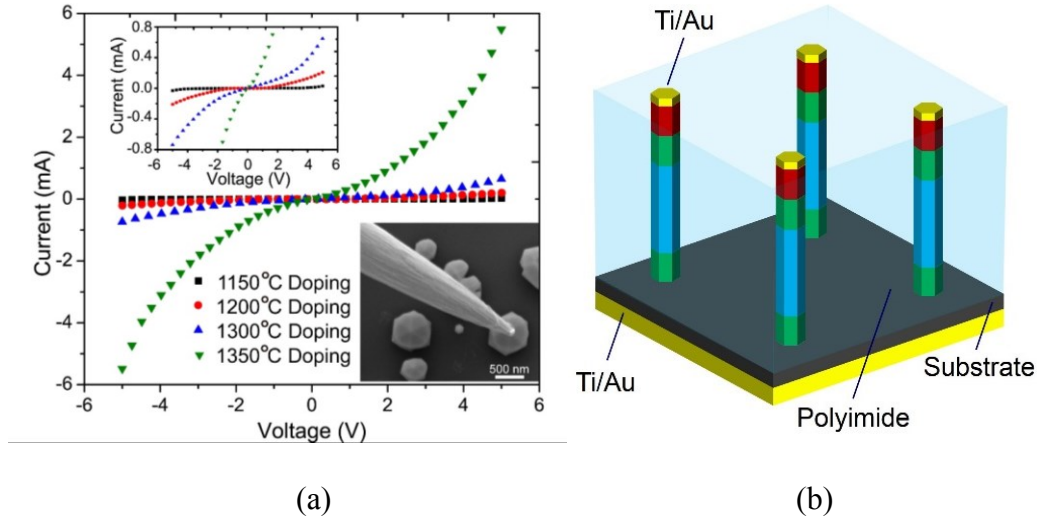 6
4
2
0
-2
-4
-6
Current (mA)
-6 -4 -2 0 2 4 6
Voltage (V)
0.8
0.4
0.0
-0.4
-0.8
Current (mA)
-6 -4 -2 0 2 4 6
Voltage (V)
1150°C Doping
1200°C Doping
1300°C Doping
1350°C Doping
500 nm
(a)
Ti/Au
Ti/Au
Substrate
Polyimide
(b)